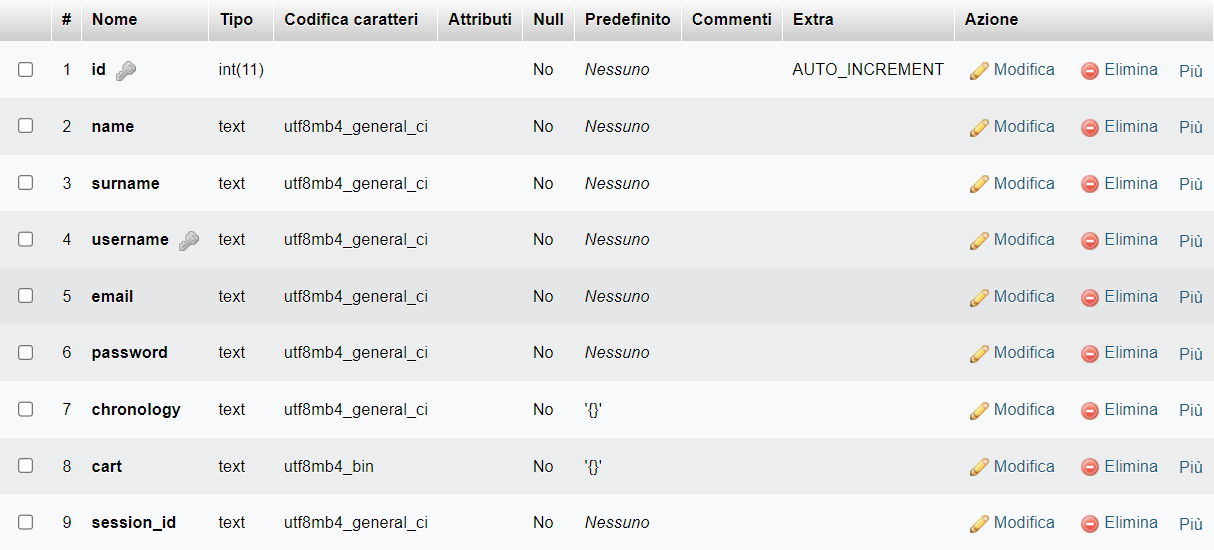 # Nome Tipo Codifica caratteri Attributi Null Predefinito Commenti Extra Azione
1 id int(11) No Nessuno AUTO_INCREMENT Modifica Elimina Più
2 name text utf8mb4_general_ci No Nessuno Modifica Elimina Più
3 surname text utf8mb4_general_ci No Nessuno Modifica Elimina Più
4 username text utf8mb4_general_ci No Nessuno Modifica Elimina Più
5 email text utf8mb4_general_ci No Nessuno Modifica Elimina Più
6 password text utf8mb4_general_ci No Nessuno Modifica Elimina Più
7 chronology text utf8mb4_general_ci No '{}' Modifica Elimina Più
8 cart text utf8mb4_bin No '{}' Modifica Elimina Più
9 session_id text utf8mb4_general_ci No Nessuno Modifica Elimina Più